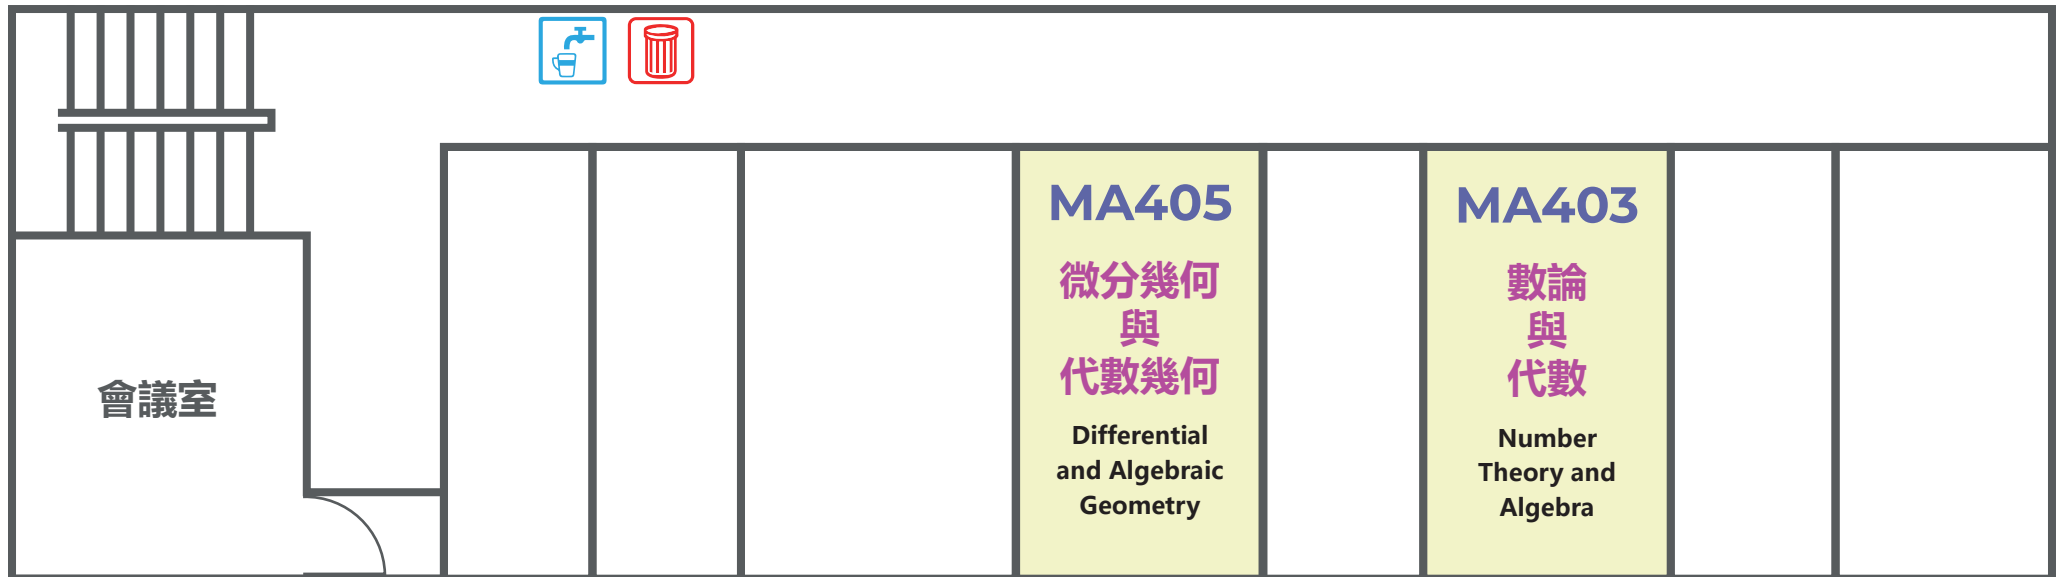 會議室
MA405
微分幾何
與
代數幾何
Differential
and Algebraic
Geometry
MA403
數論
與
代數
Number
Theory and
Algebra